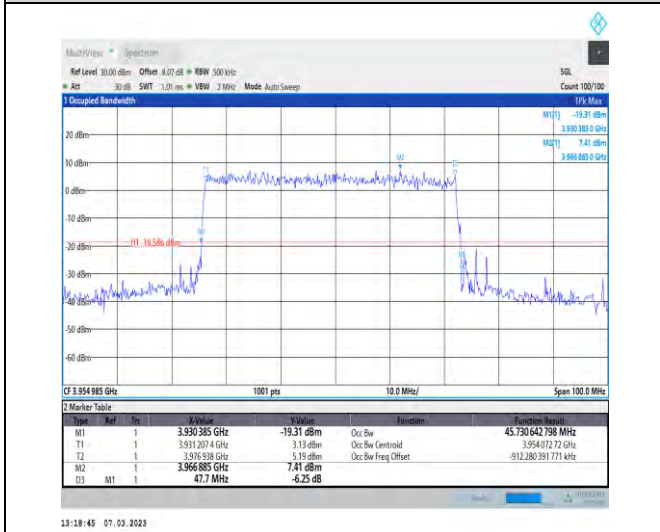 MultiView Spectrum
Ref Level 30.00 dBm Offset 8.07 dB RBW 500 kHz SGL
Att 30 dB SWT 1.01 ms VBW 2 MHz Mode Auto Sweep Count 100/100
1 Occupied Bandwidth 1Pk Max
M1[1] -19.31 dBm
3.930 385 0 GHz
M2[1] 7.41 dBm
3.966 885 0 GHz
20 dBm
10 dBm
M2
T1
T2
0 dBm
-10 dBm
M1
H1 -18.586 dBm
-20 dBm
-30 dBm
-40 dBm
-50 dBm
-60 dBm
CF 3.954 985 GHz 1001 pts 10.0 MHz/ Span 100.0 MHz
2 Marker Table
Type Ref Trc X-Value Y-Value Function Function Result
M1 1 3.930 385 GHz -19.31 dBm Occ Bw 45.730 642 798 MHz
T1 1 3.931 207 4 GHz 3.13 dBm Occ Bw Centroid 3.954 072 72 GHz
T2 1 3.976 938 GHz 5.19 dBm Occ Bw Freq Offset -912.280 391 771 kHz
M2 1 3.966 885 GHz 7.41 dBm
D3 M1 1 47.7 MHz -6.25 dB
13:18:45 07.03.2023